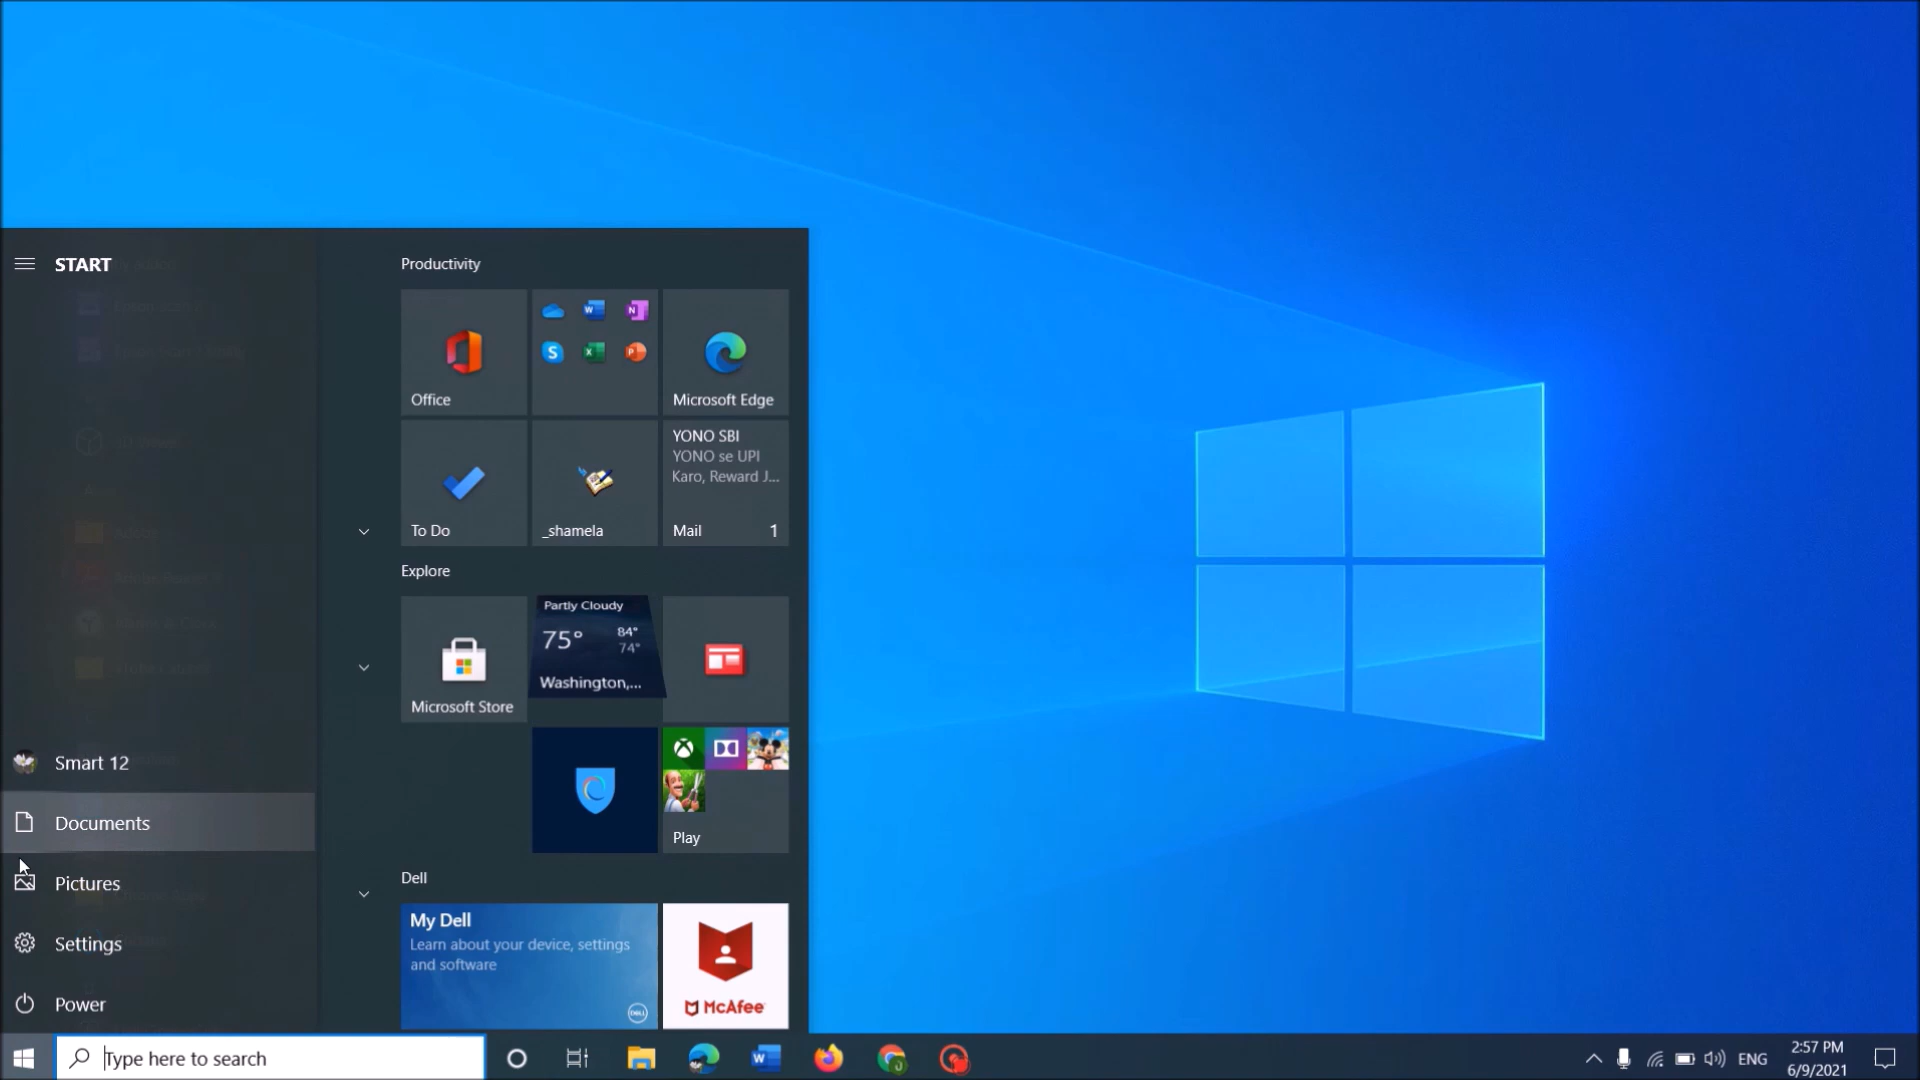 START
Smart 12
Documents
Pictures
Settings
Power
Productivity
Office
Microsoft Edge
To Do
_shamela
YONO SBI
YONO se UPI
Karo, Reward J...
Mail 1
Explore
Microsoft Store
Partly Cloudy
75° 84°
74°
Washington,...
Play
Dell
My Dell
Learn about your device, settings
and software
DELL
McAfee
Type here to search
ENG
2:57 PM
6/9/2021